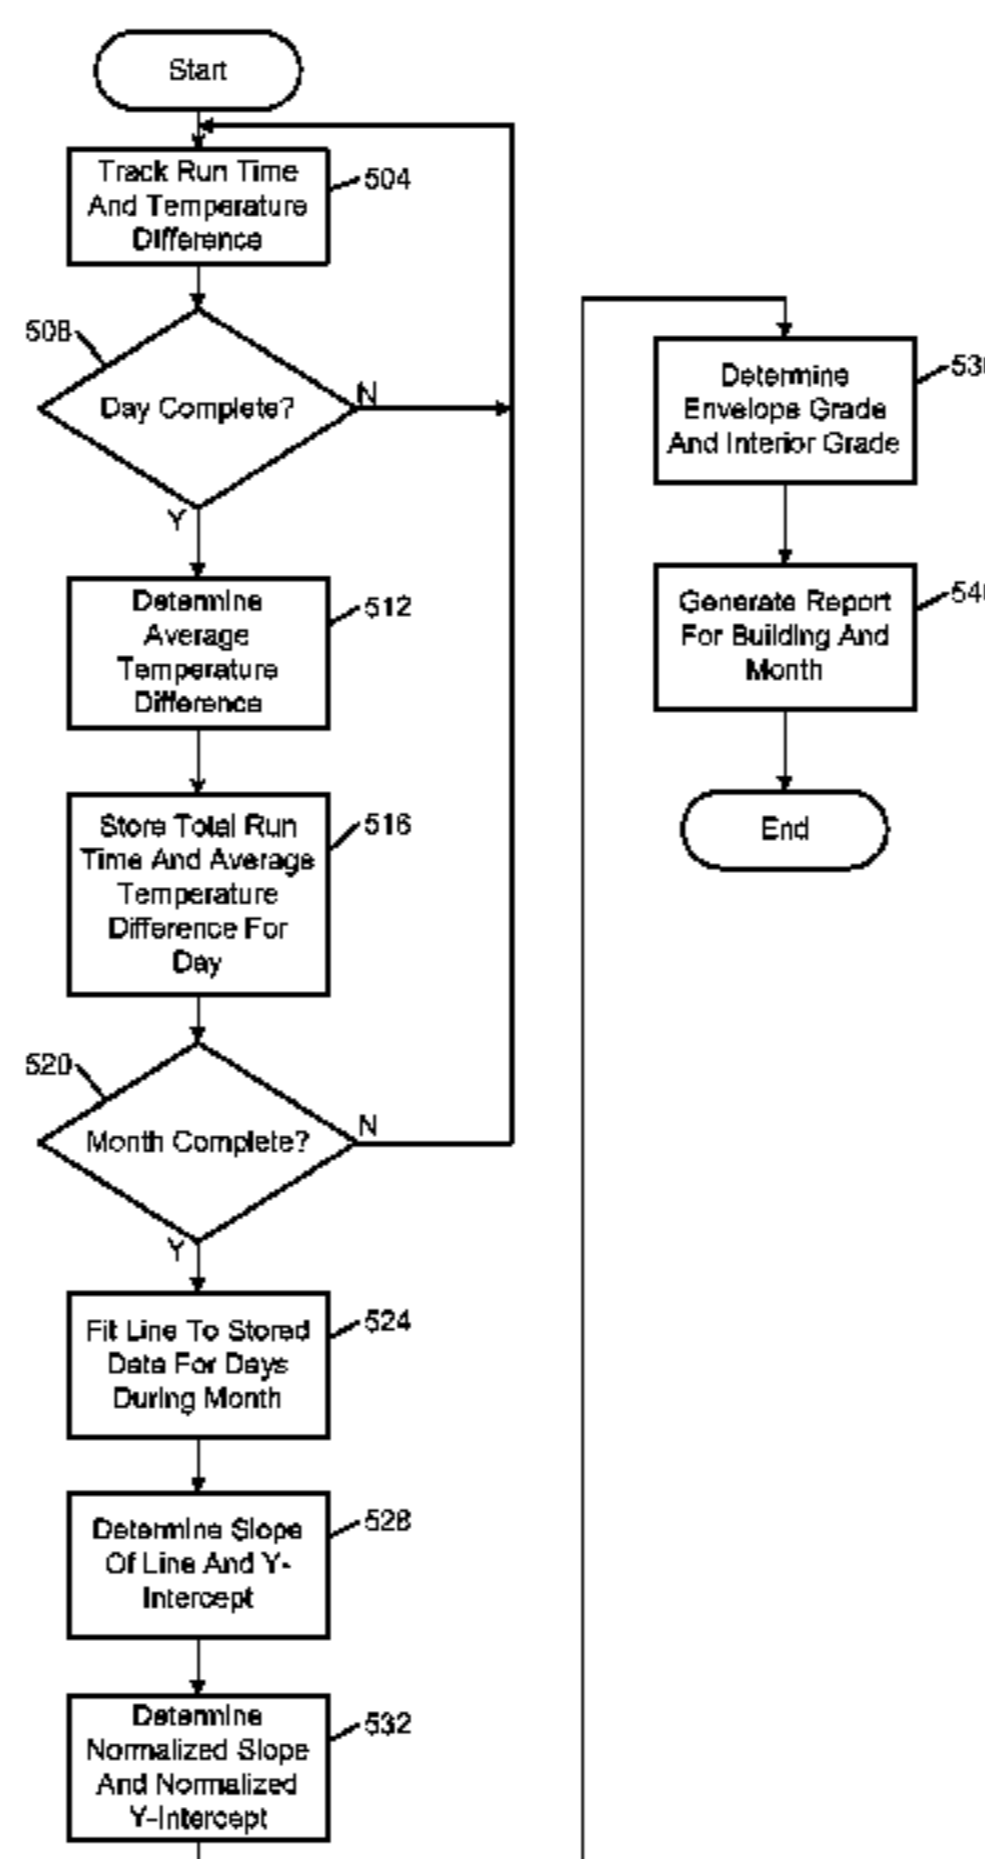 Start
Track Run Time
And Temperature
Difference
504
508
Day Complete?
N
Y
Determine
Average
Temperature
Difference
512
Store Total Run
Time And Average
Temperature
Difference For
Day
516
520
Month Complete?
N
Y
Fit Line To Stored
Data For Days
During Month
524
Determine Slope
Of Line And Y-
Intercept
528
Determine
Normalized Slope
And Normalized
Y-Intercept
532
Determine
Envelope Grade
And Interior Grade
Generate Report
For Building And
Month
End